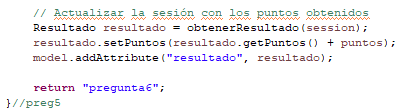 // Actualizar la sesión con los puntos obtenidos
Resultado resultado = obtenerResultado(session);
resultado.setPuntos(resultado.getPuntos() + puntos);
model.addAttribute("resultado", resultado);
return "pregunta6";
}//preg5